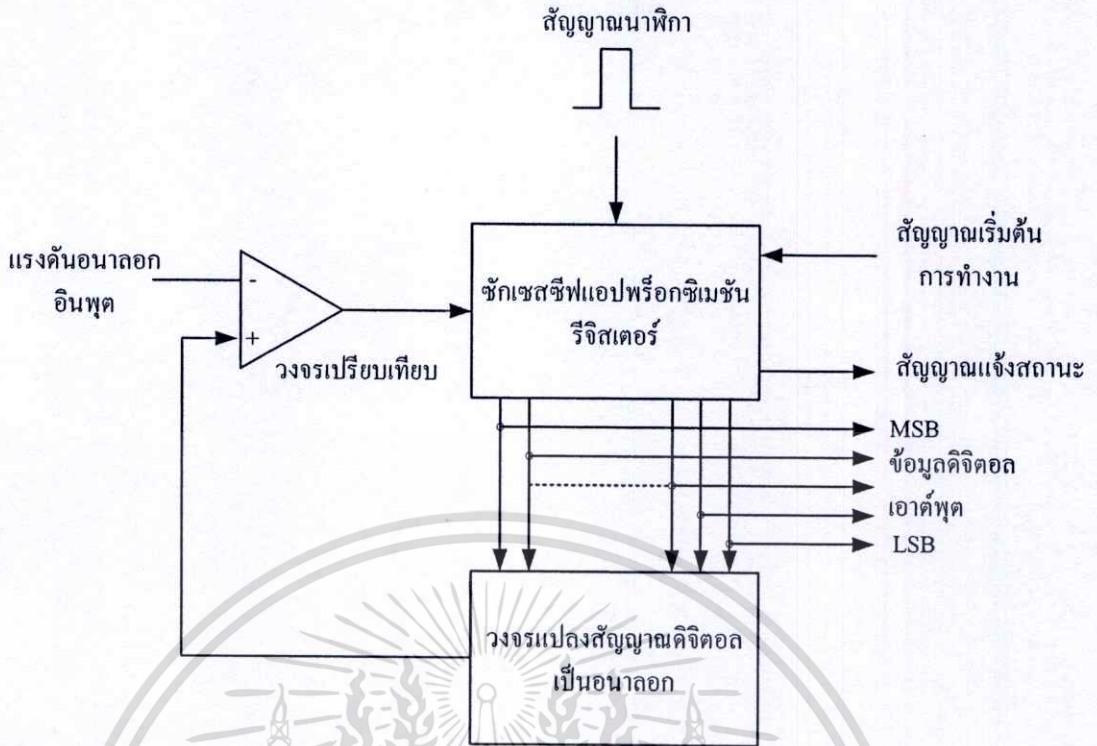 สัญญาณนาฬิกา
แรงดันอนาลอก
อินพุต
-
+
วงจรเปรียบเทียบ
ซักเซสซีฟแอปพร็อกซิเมชัน
รีจิสเตอร์
สัญญาณเริ่มต้น
การทำงาน
สัญญาณแจ้งสถานะ
MSB
ข้อมูลดิจิตอล
เอาต์พุต
LSB
วงจรแปลงสัญญาณดิจิตอล
เป็นอนาลอก